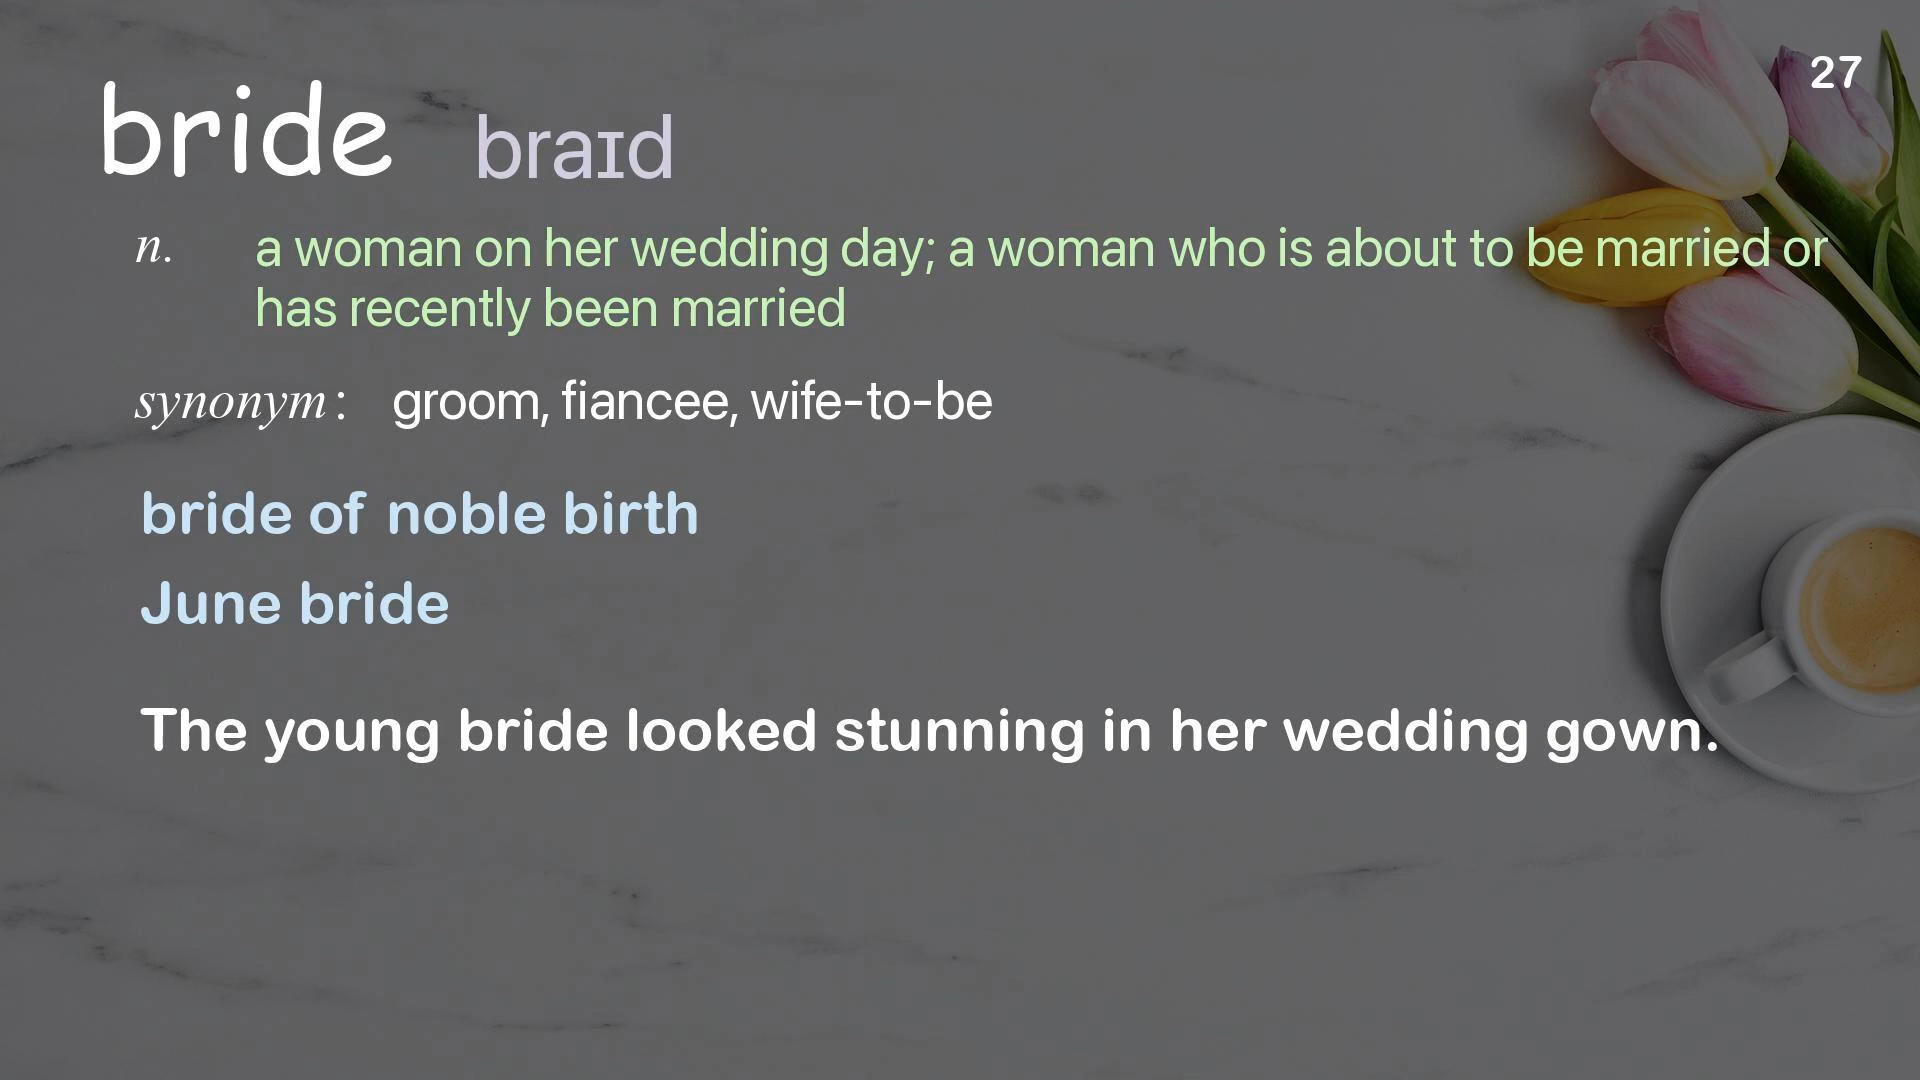 27
bride braɪd
n. a woman on her wedding day; a woman who is about to be married or
has recently been married
synonym: groom, fiancee, wife-to-be
bride of noble birth
June bride
The young bride looked stunning in her wedding gown.